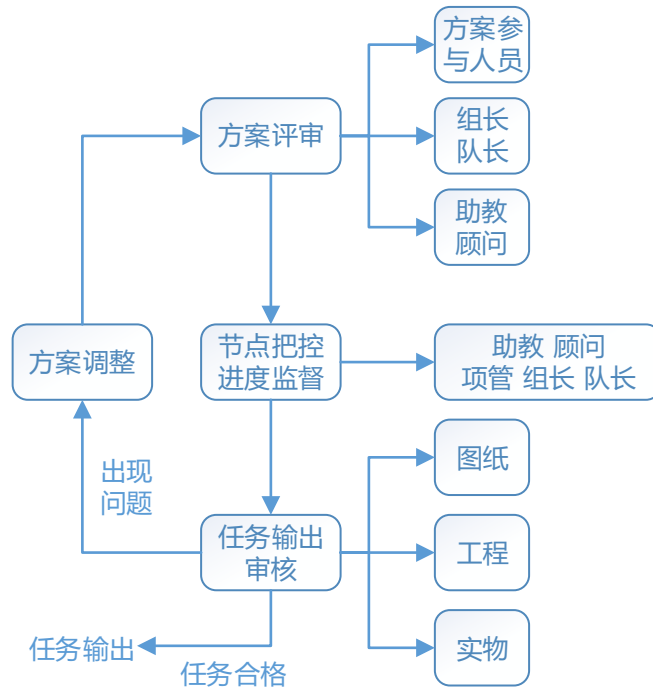 方案参
与人员
方案评审
组长
队长
助教
顾问
方案调整
节点把控
进度监督
助教 顾问
项管 组长 队长
出现
问题
图纸
任务输出
审核
工程
任务输出
任务合格
实物